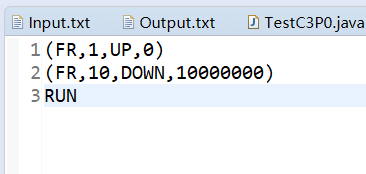 Input.txt Output.txt TestC3P0.java
1 (FR,1,UP,0)
2 (FR,10,DOWN,10000000)
3 RUN